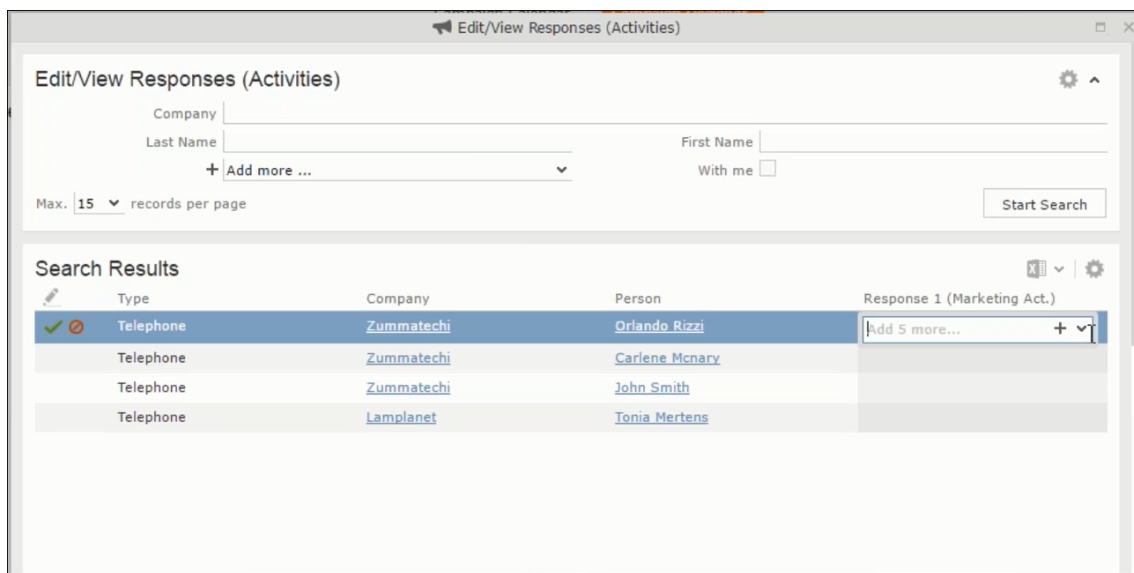 Edit/View Responses (Activities)
Edit/View Responses (Activities)
Company
Last Name First Name
+ Add more ... With me
Max. 15 records per page Start Search
Search Results
Type Company Person Response 1 (Marketing Act.)
Telephone Zummatechi Orlando Rizzi Add 5 more... +
Telephone Zummatechi Carlene Mcnary
Telephone Zummatechi John Smith
Telephone Lamplanet Tonia Mertens